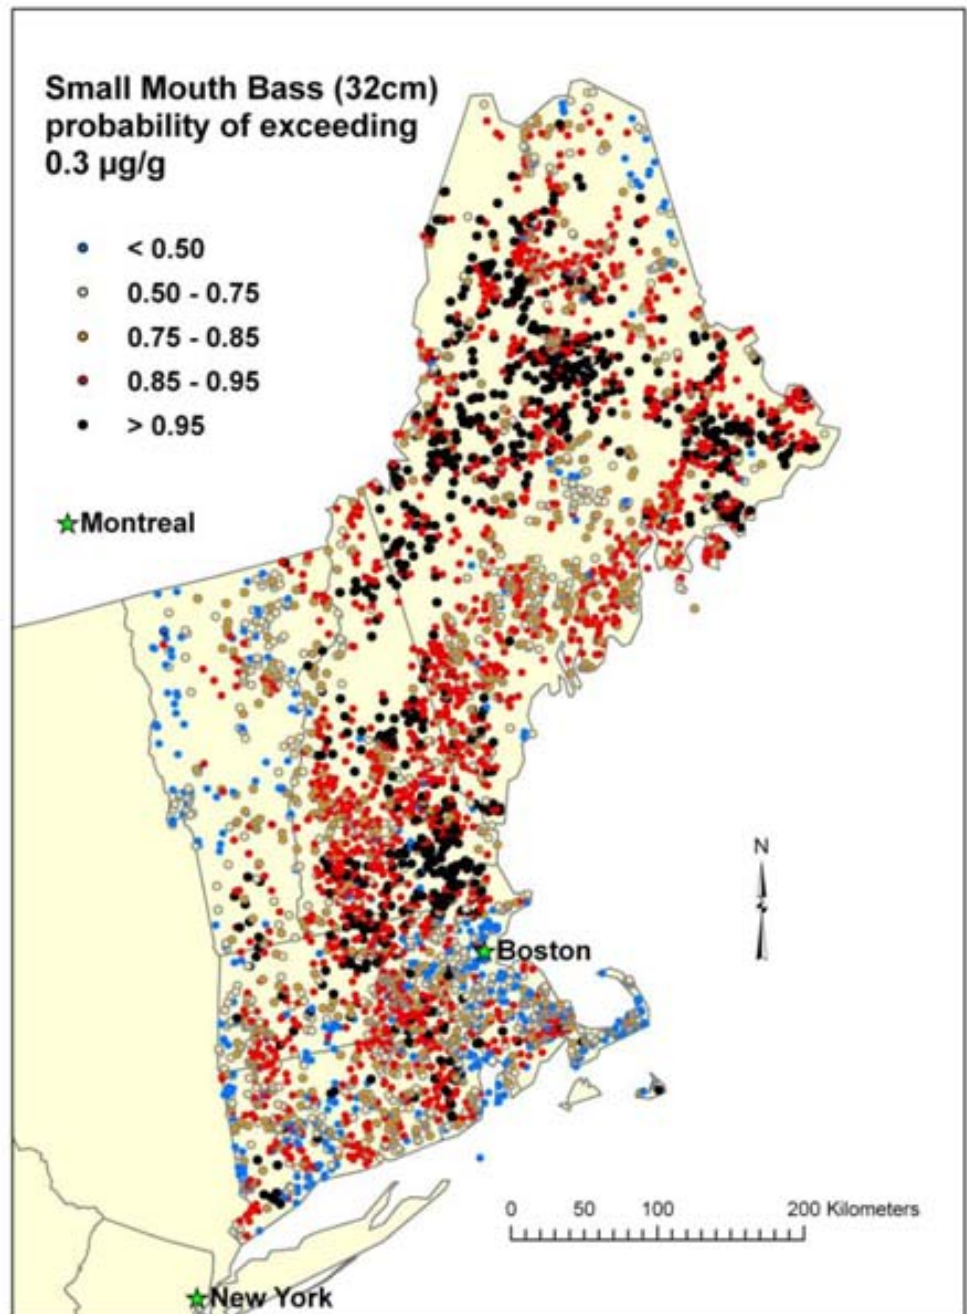 Small Mouth Bass (32cm)
probability of exceeding
0.3 µg/g
< 0.50
0.50 - 0.75
0.75 - 0.85
0.85 - 0.95
> 0.95
Montreal
N
Boston
0 50 100 200 Kilometers
New York